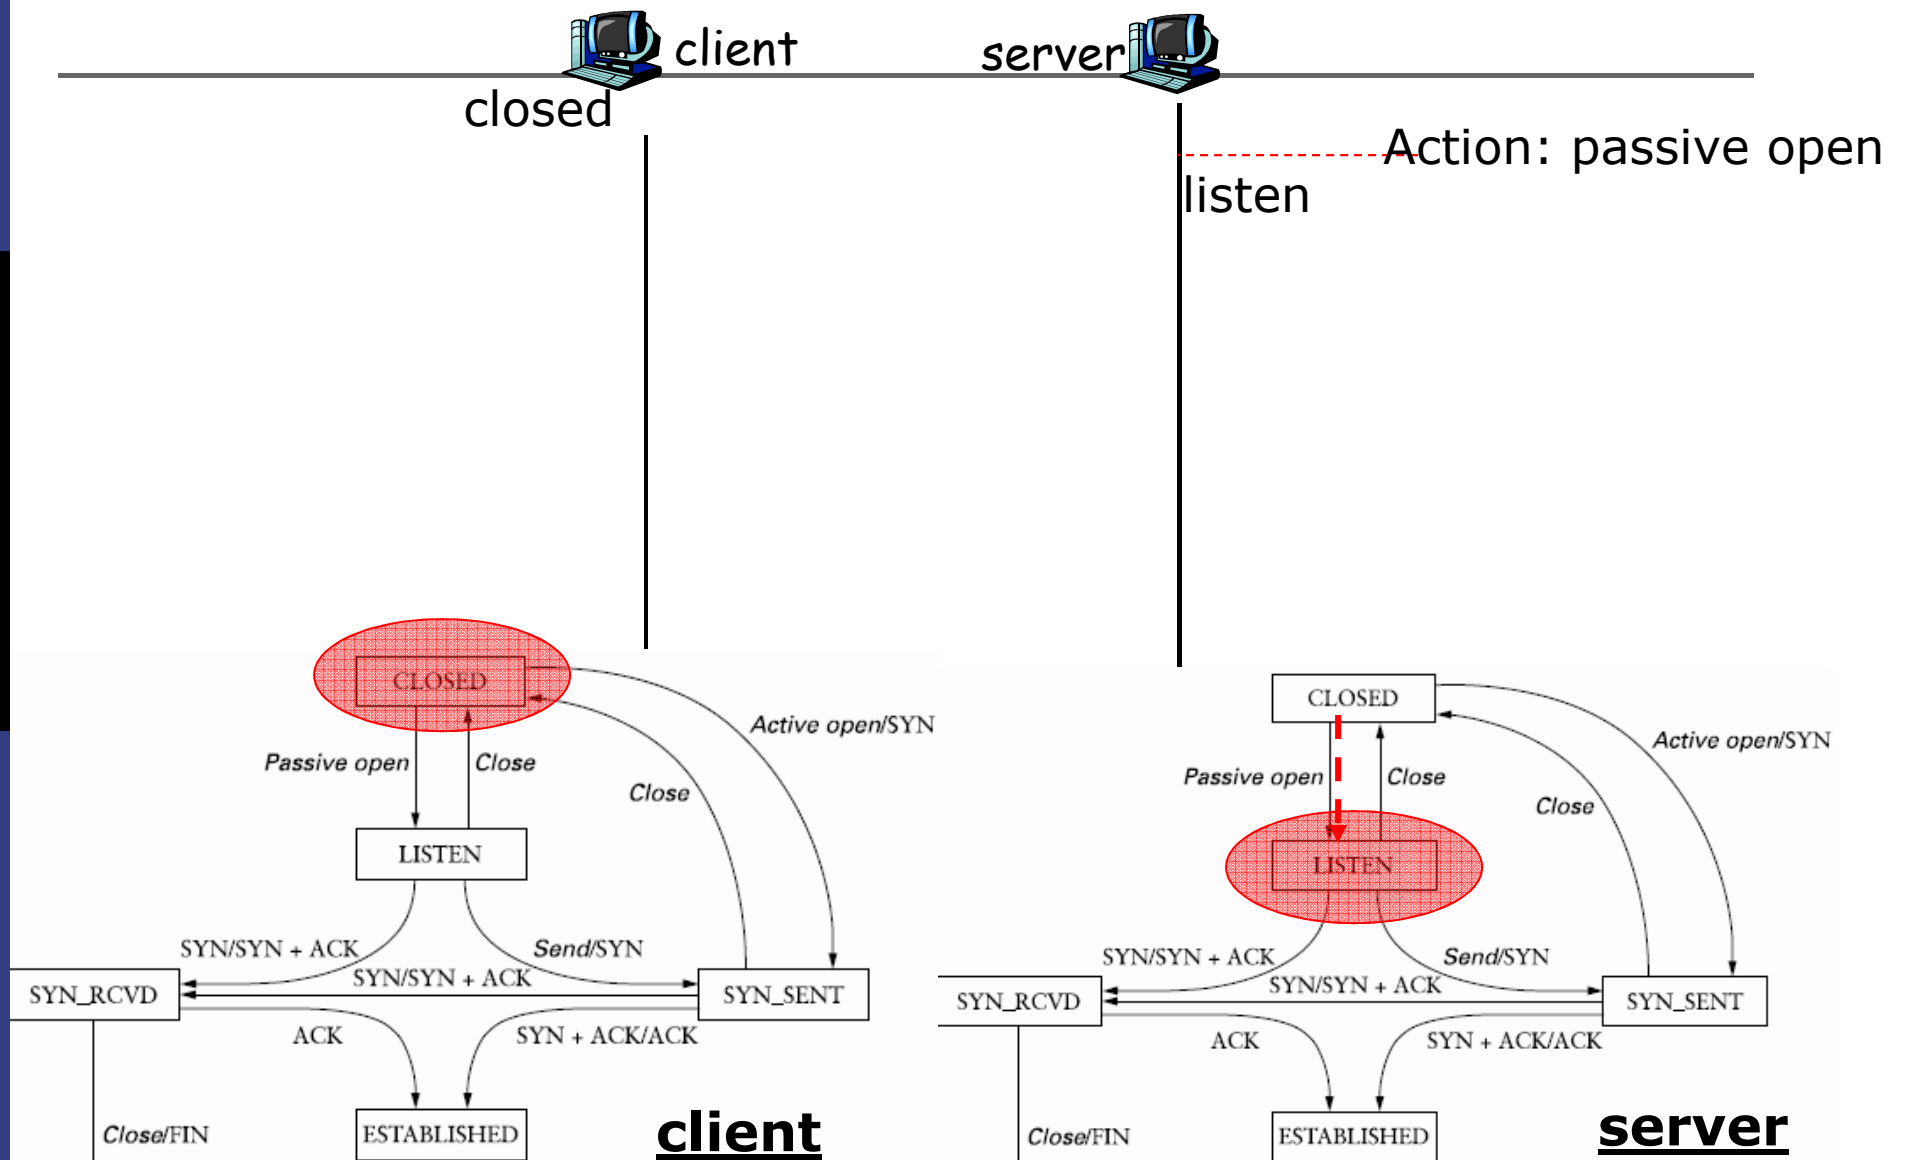 client
server
closed
Action: passive open
listen
CLOSED
Active open/SYN
Passive open
Close
Close
LISTEN
SYN/SYN + ACK
Send/SYN
SYN/SYN + ACK
SYN_RCVD
SYN_SENT
ACK
SYN + ACK/ACK
Close/FIN
ESTABLISHED
client
CLOSED
Active open/SYN
Passive open
Close
Close
LISTEN
SYN/SYN + ACK
Send/SYN
SYN/SYN + ACK
SYN_RCVD
SYN_SENT
ACK
SYN + ACK/ACK
Close/FIN
ESTABLISHED
server